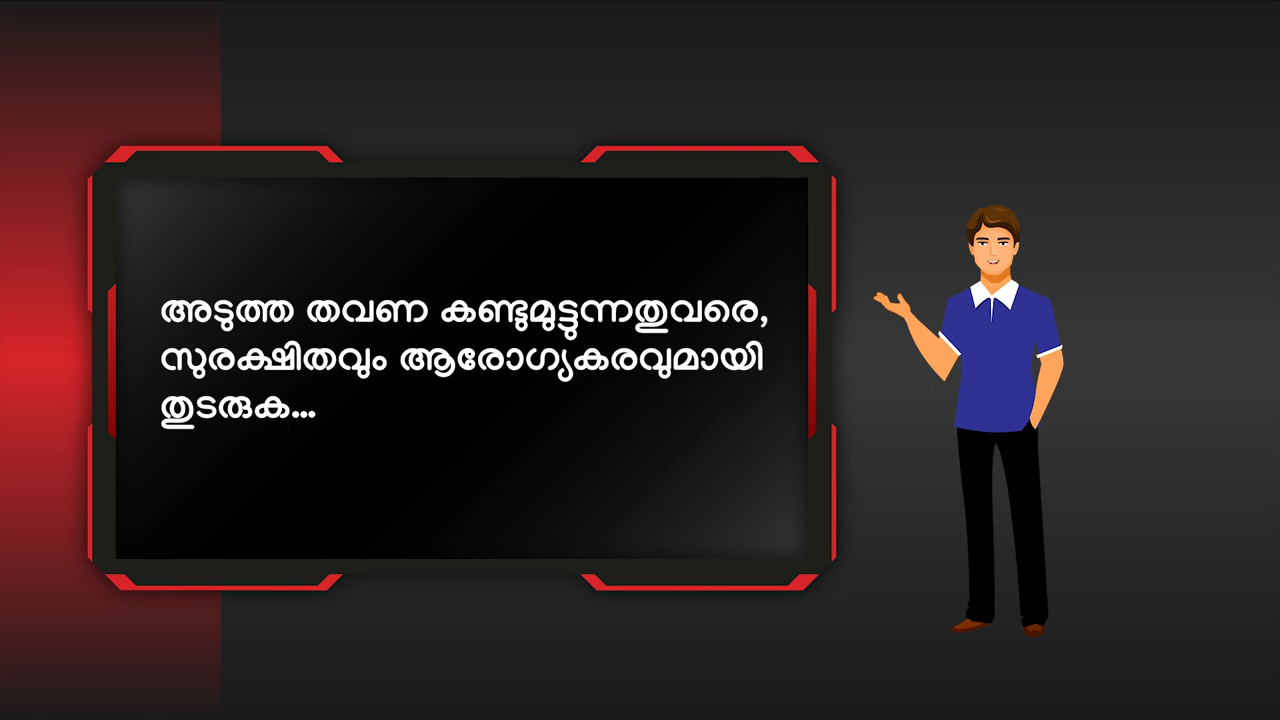 അടുത്ത തവണ കണ്ടുമുട്ടുന്നതുവരെ,
സുരക്ഷിതവും ആരോഗ്യകരവുമായി
തുടരുക...